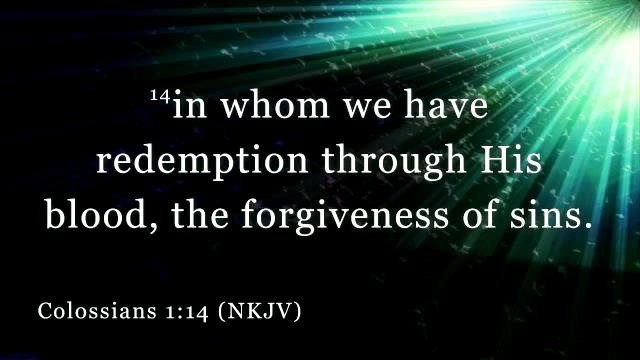 14in whom we have
redemption through His
blood, the forgiveness of sins.
Colossians 1:14 (NKJV)